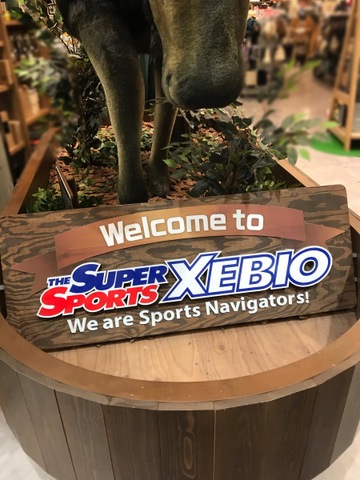 Welcome to
THE SUPER SPORTS XEBIO
We are Sports Navigators!